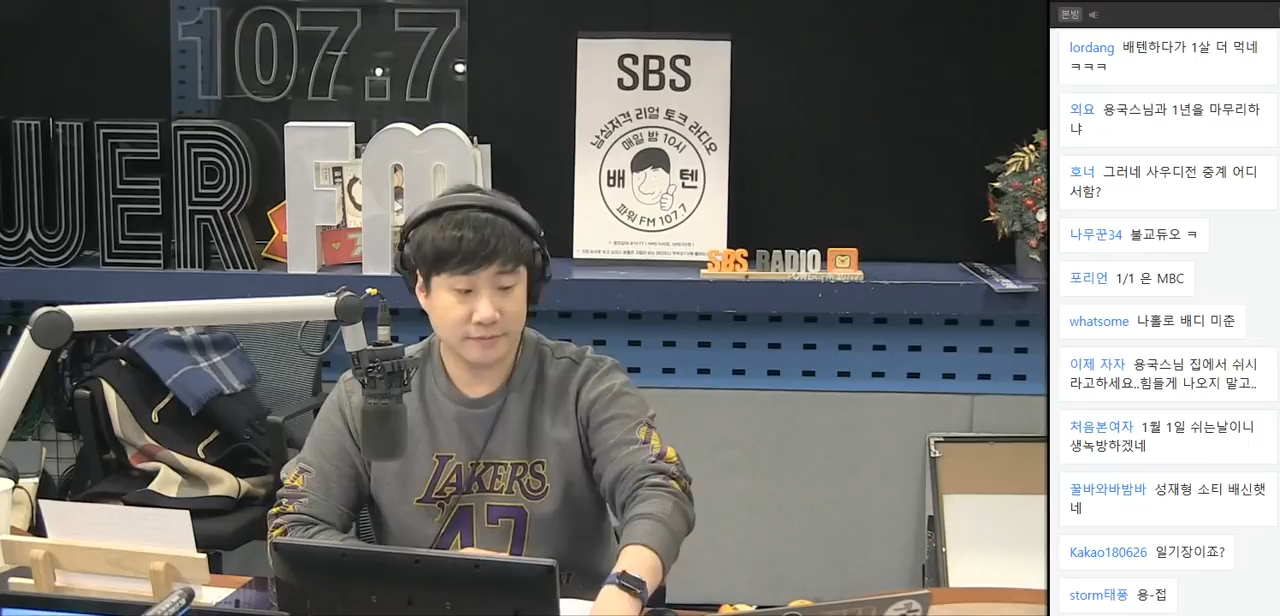 107.7
WER FM
SBS
남심저격 리얼 토크 라디오
매일 밤 10시
배 텐
파워 FM 107.7
SBS RADIO
LAKERS
'47
본방
lordang 배텐하다가 1살 더 먹네
ㅋㅋㅋ
외요 용국스님과 1년을 마무리하
냐
호너 그러네 사우디전 중계 어디
서함?
나무꾼34 불교듀오 ㅋ
포리언 1/1 은 MBC
whatsome 나홀로 배디 미춘
이제 자자 용국스님 집에서 쉬시
라고하세요..힘들게 나오지 말고..
처음본여자 1월 1일 쉬는날이니
생녹방하겠네
꿀바와바밤바 성재형 소티 배신햇
네
Kakao180626 일기장이죠?
storm태풍 용-접